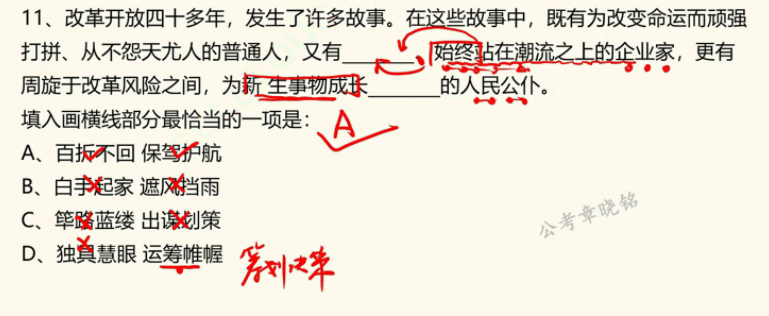 11、改革开放四十多年，发生了许多故事。在这些故事中，既有为改变命运而顽强
打拼、从不怨天尤人的普通人，又有______、始终站在潮流之上的企业家，更有
周旋于改革风险之间，为新生事物成长______的人民公仆。
填入画横线部分最恰当的一项是：A
A、百折不回 保驾护航
B、白手起家 遮风挡雨
C、筚路蓝缕 出谋划策
D、独具慧眼 运筹帷幄 筹划决策
公考章晓铭